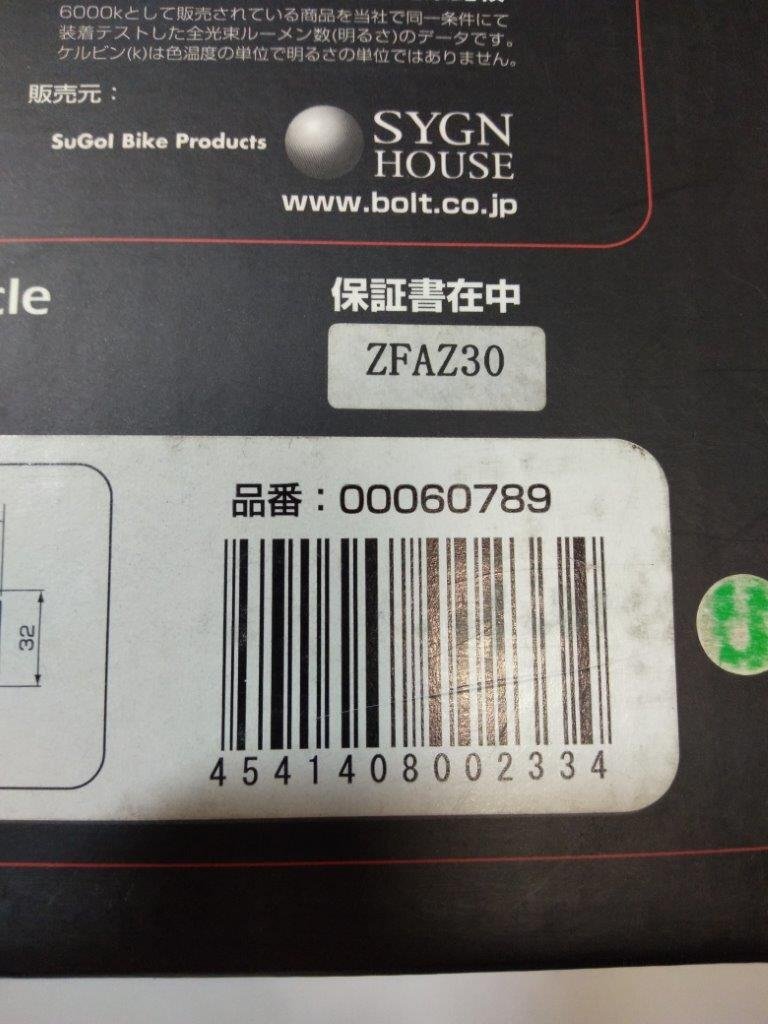 6000kとして販売されている商品を当社で同一条件にて
装着テストした全光束ルーメン数(明るさ)のデータです。
ケルビン(k)は色温度の単位で明るさの単位ではありません。
販売元：
SuGoI Bike Products
SYGN
HOUSE
www.bolt.co.jp
cle
保証書在中
ZFAZ30
品番：00060789
32
4541408002334